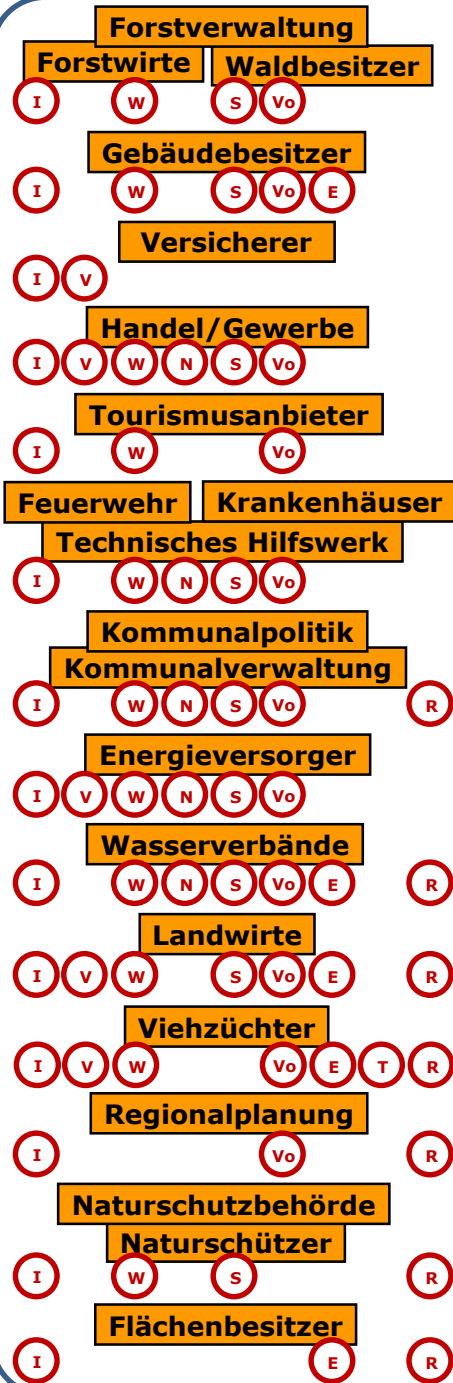 Forstverwaltung
Forstwirte Waldbesitzer
I W S Vo
Gebäudebesitzer
I W S Vo E
Versicherer
I V
Handel/Gewerbe
I V W N S Vo
Tourismusanbieter
I W Vo
Feuerwehr Krankenhäuser
Technisches Hilfswerk
I W N S Vo
Kommunalpolitik
Kommunalverwaltung
I W N S Vo R
Energieversorger
I V W N S Vo
Wasserverbände
I W N S Vo E R
Landwirte
I V W S Vo E R
Viehzüchter
I V W Vo E T R
Regionalplanung
I Vo R
Naturschutzbehörde
Naturschützer
I W S R
Flächenbesitzer
I E R